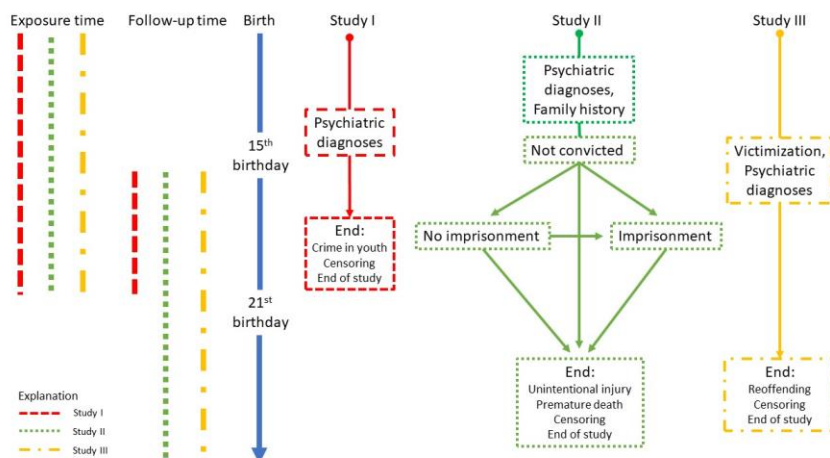 Exposure time
Follow-up time
Birth
15th
birthday
21st
birthday
Explanation
Study I
Study II
Study III
Study I
Psychiatric
diagnoses
End:
Crime in youth
Censoring
End of study
Study II
Psychiatric
diagnoses,
Family history
Not convicted
No imprisonment
Imprisonment
End:
Unintentional injury
Premature death
Censoring
End of study
Study III
Victimization,
Psychiatric
diagnoses
End:
Reoffending
Censoring
End of study